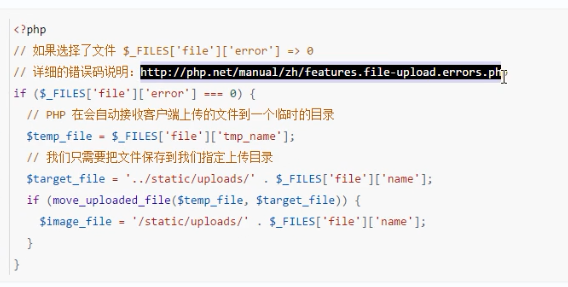 <?php
// 如果选择了文件 $_FILES['file']['error'] => 0
// 详细的错误码说明：http://php.net/manual/zh/features.file-upload.errors.php
if ($_FILES['file']['error'] === 0) {
  // PHP 在会自动接收客户端上传的文件到一个临时的目录
  $temp_file = $_FILES['file']['tmp_name'];
  // 我们只需要把文件保存到我们指定上传目录
  $target_file = '../static/uploads/' . $_FILES['file']['name'];
  if (move_uploaded_file($temp_file, $target_file)) {
    $image_file = '/static/uploads/' . $_FILES['file']['name'];
  }
}